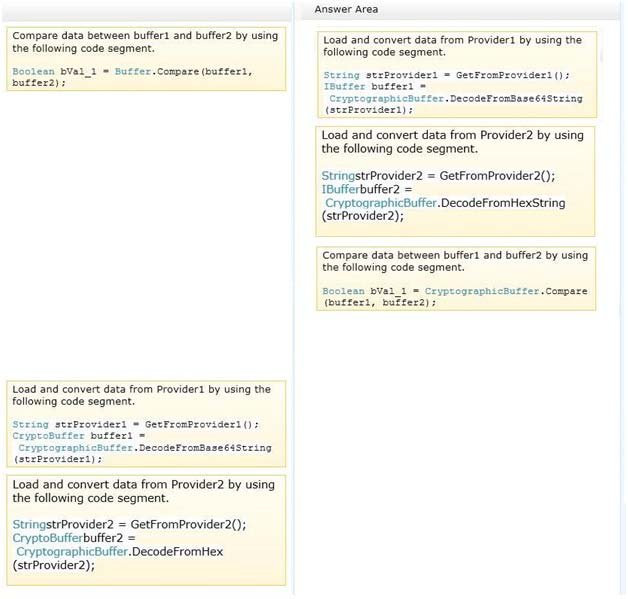 Answer Area
Compare data between buffer1 and buffer2 by using
the following code segment.
Boolean bVal_1 = Buffer.Compare(buffer1,
buffer2);
Load and convert data from Provider1 by using the
following code segment.
String strProvider1 = GetFromProvider1();
CryptoBuffer buffer1 =
CryptographicBuffer.DecodeFromBase64String
(strProvider1);
Load and convert data from Provider2 by using
the following code segment.
StringstrProvider2 = GetFromProvider2();
CryptoBufferbuffer2 =
CryptographicBuffer.DecodeFromHex
(strProvider2);
Load and convert data from Provider1 by using the
following code segment.
String strProvider1 = GetFromProvider1();
IBuffer buffer1 =
CryptographicBuffer.DecodeFromBase64String
(strProvider1);
Load and convert data from Provider2 by using
the following code segment.
StringstrProvider2 = GetFromProvider2();
IBufferbuffer2 =
CryptographicBuffer.DecodeFromHexString
(strProvider2);
Compare data between buffer1 and buffer2 by using
the following code segment.
Boolean bVal_1 = CryptographicBuffer.Compare
(buffer1, buffer2);